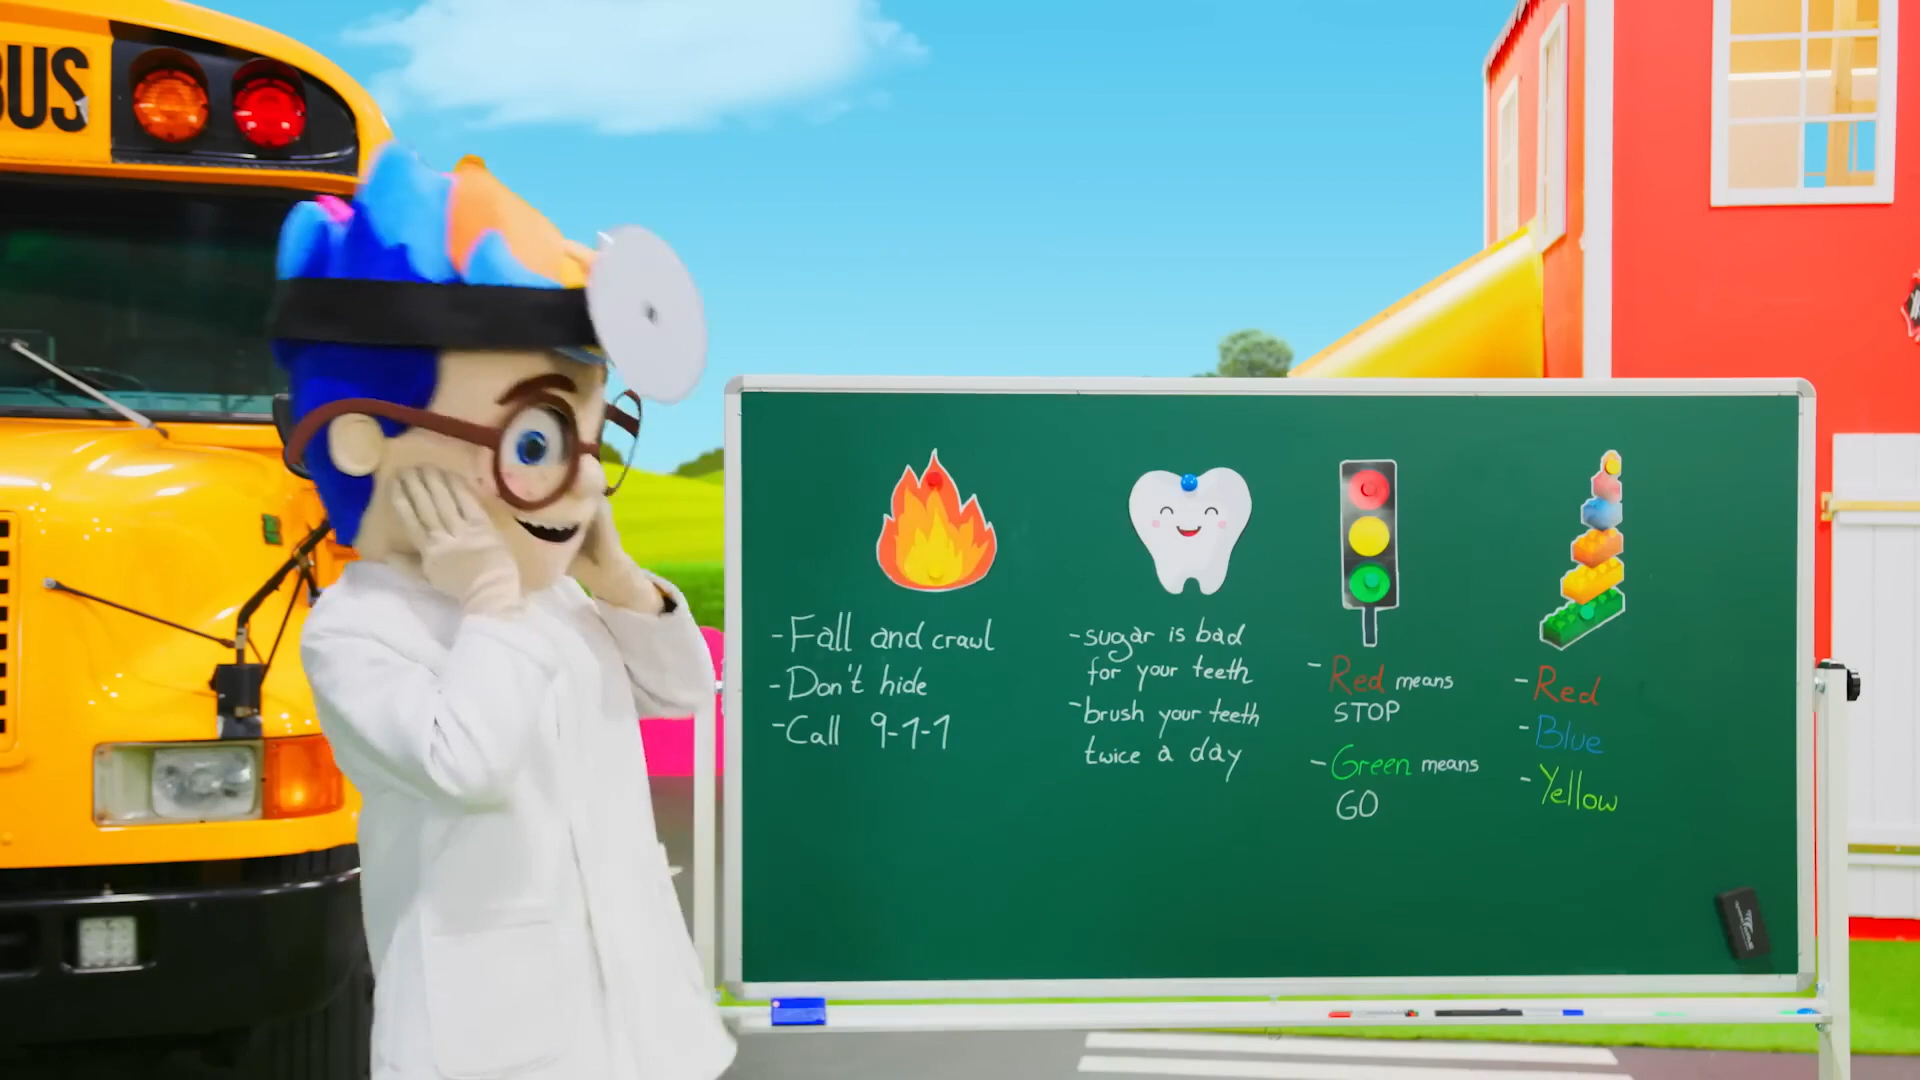 BUS
- Fall and crawl
- Don't hide
- Call 9-1-1
- sugar is bad
for your teeth
- brush your teeth
twice a day
- Red means
STOP
- Green means
GO
- Red
- Blue
- Yellow